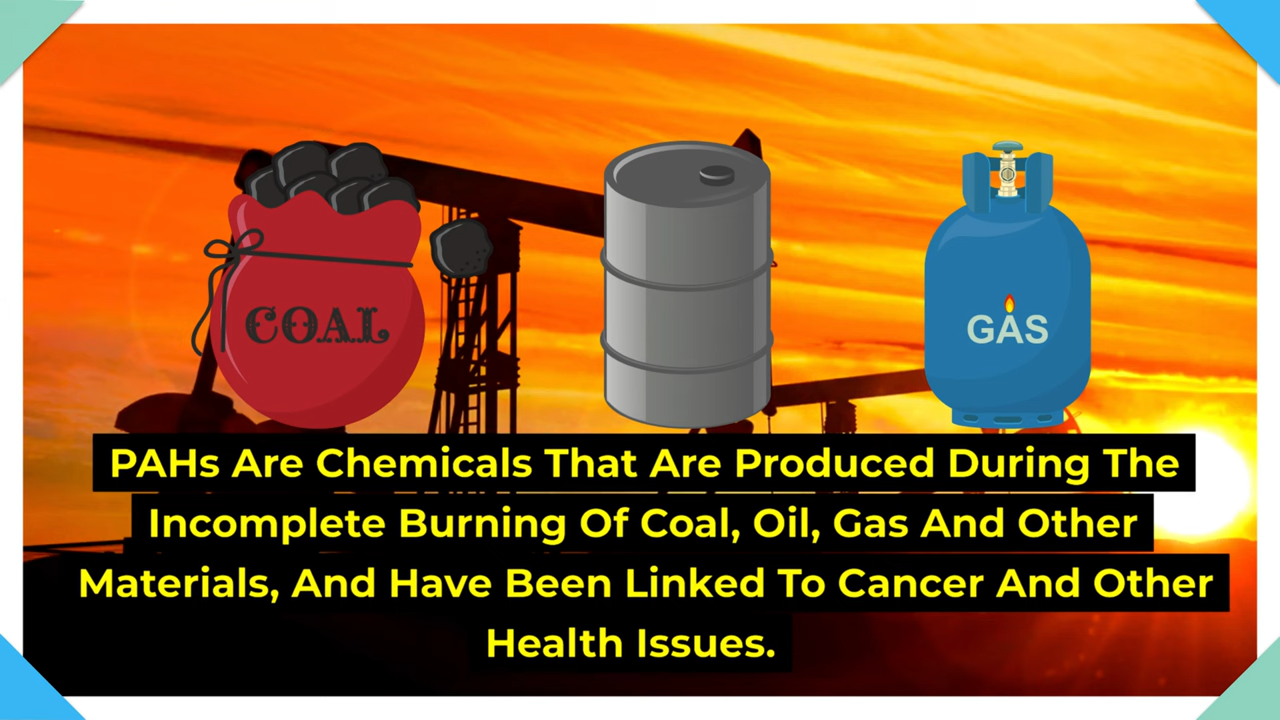 COAL
GAS
PAHs Are Chemicals That Are Produced During The
Incomplete Burning Of Coal, Oil, Gas And Other
Materials, And Have Been Linked To Cancer And Other
Health Issues.